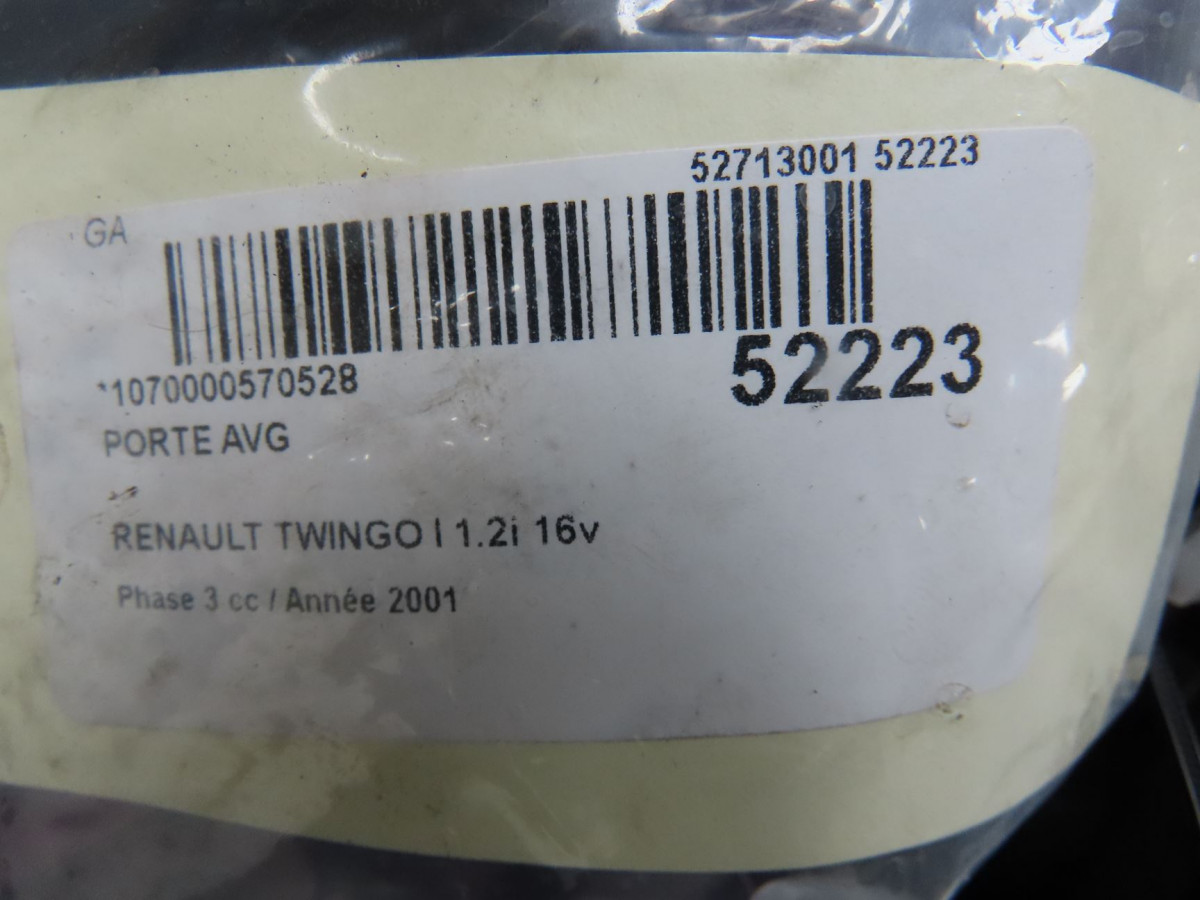 52713001 52223
GA
*1070000570528
52223
PORTE AVG
RENAULT TWINGO I 1.2i 16v
Phase 3 cc / Année 2001